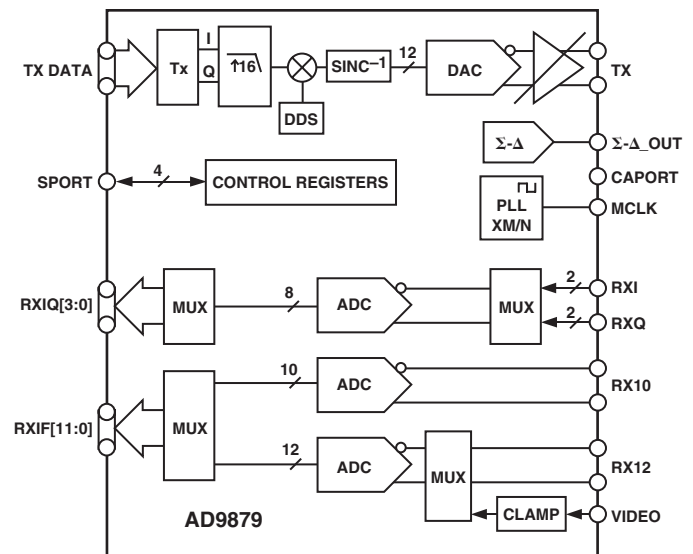 TX DATA
Tx
I
Q
↑16
DDS
SINC–1
12
DAC
TX
Σ-Δ
Σ-Δ_OUT
CAPORT
SPORT
4
CONTROL REGISTERS
PLL
XM/N
MCLK
RXIQ[3:0]
MUX
8
ADC
MUX
2
RXI
2
RXQ
RXIF[11:0]
MUX
10
ADC
RX10
12
ADC
MUX
RX12
CLAMP
VIDEO
AD9879